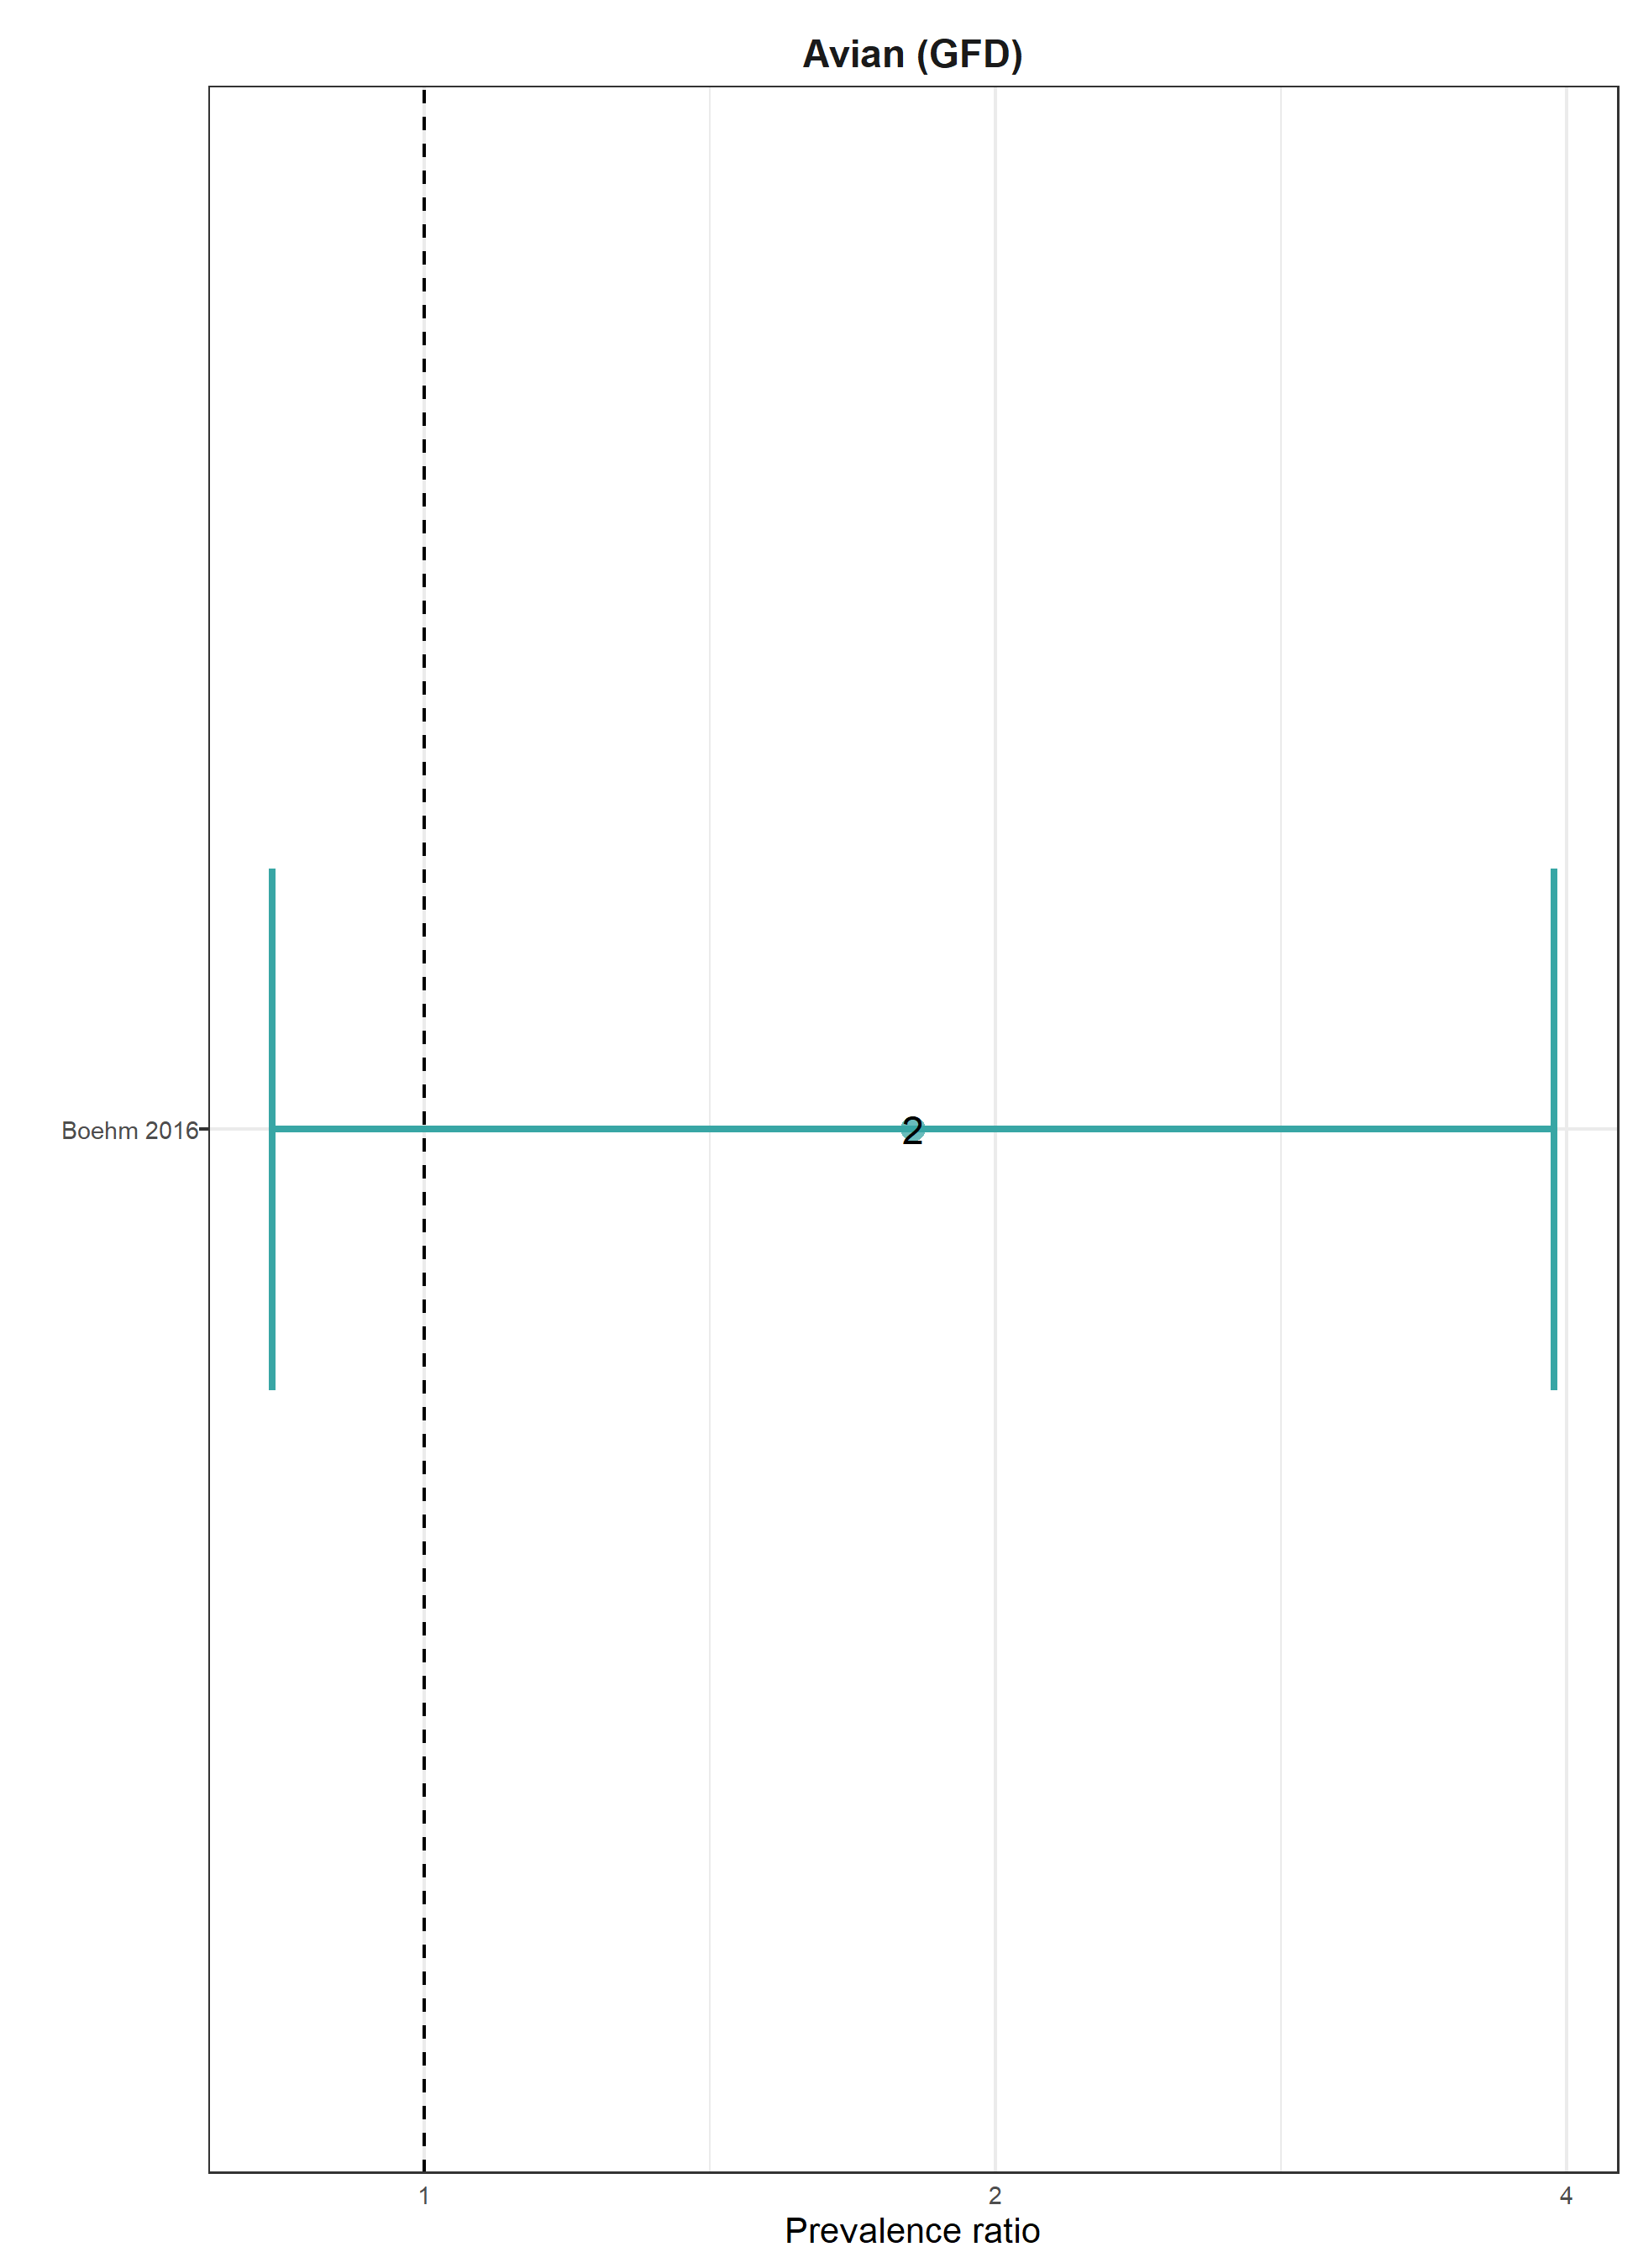 Avian (GFD)
Boehm 2016
2
1 2 4
Prevalence ratio